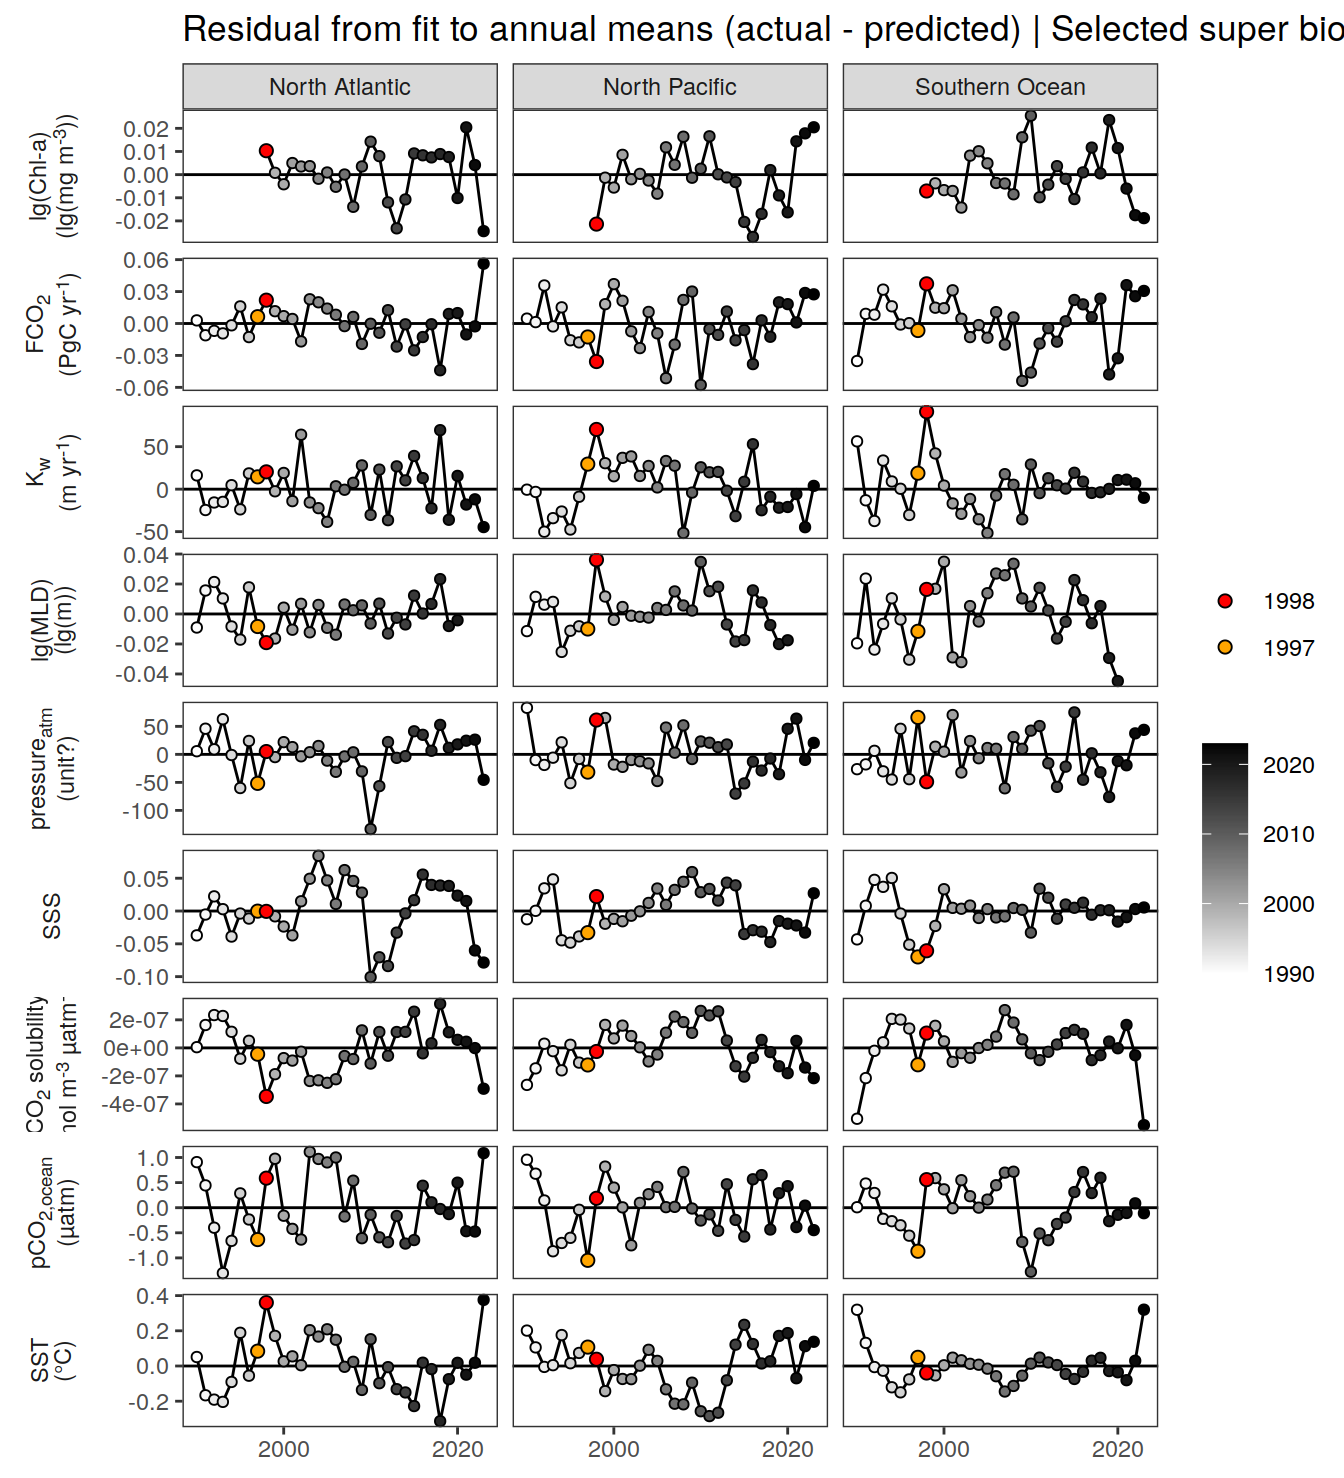 Residual from fit to annual means (actual - predicted) | Selected super bio
North Atlantic
North Pacific
Southern Ocean
lg(Chl-a)
(lg(mg m-3))
0.02
0.01
0.00
-0.01
-0.02
FCO2
(PgC yr-1)
0.06
0.03
0.00
-0.03
-0.06
Kw
(m yr-1)
50
0
-50
lg(MLD)
(lg(m))
0.04
0.02
0.00
-0.02
-0.04
pressureatm
(unit?)
50
0
-50
-100
SSS
0.05
0.00
-0.05
-0.10
CO2 solubility
nol m-3 µatm-
2e-07
0e+00
-2e-07
-4e-07
pCO2,ocean
(µatm)
1.0
0.5
0.0
-0.5
-1.0
SST
(°C)
0.4
0.2
0.0
-0.2
2000
2020
2000
2020
2000
2020
1998
1997
2020
2010
2000
1990